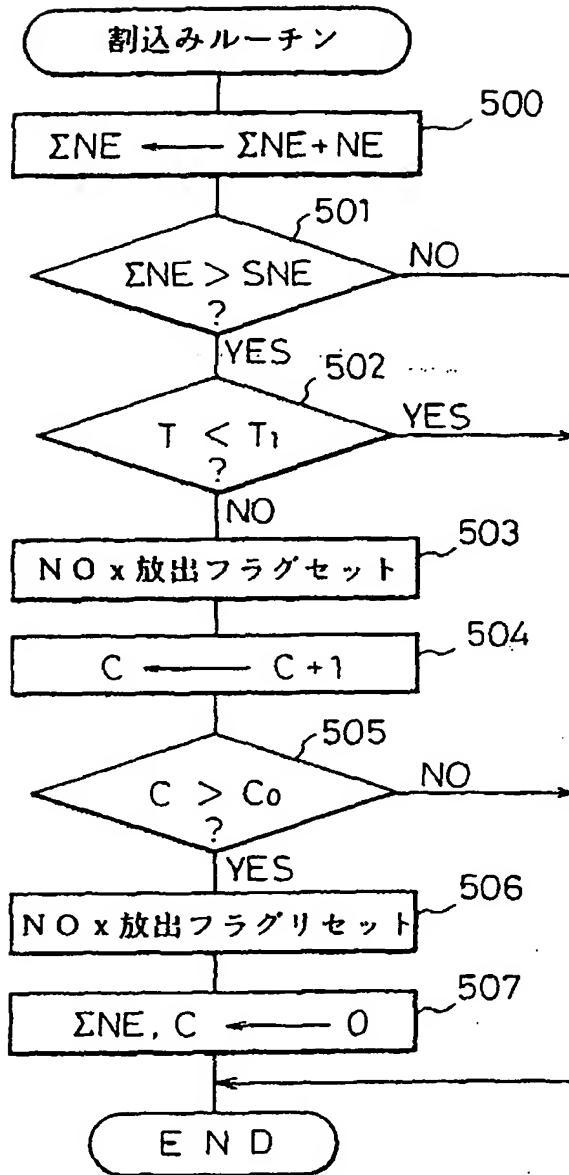 割込みルーチン
500
ΣNE ← ΣNE+NE
501
ΣNE > SNE
?
NO
YES
502
T < T1
?
YES
NO
503
NOx放出フラグセット
504
C ← C+1
505
C > C0
?
NO
YES
506
NOx放出フラグリセット
507
ΣNE, C ← 0
END